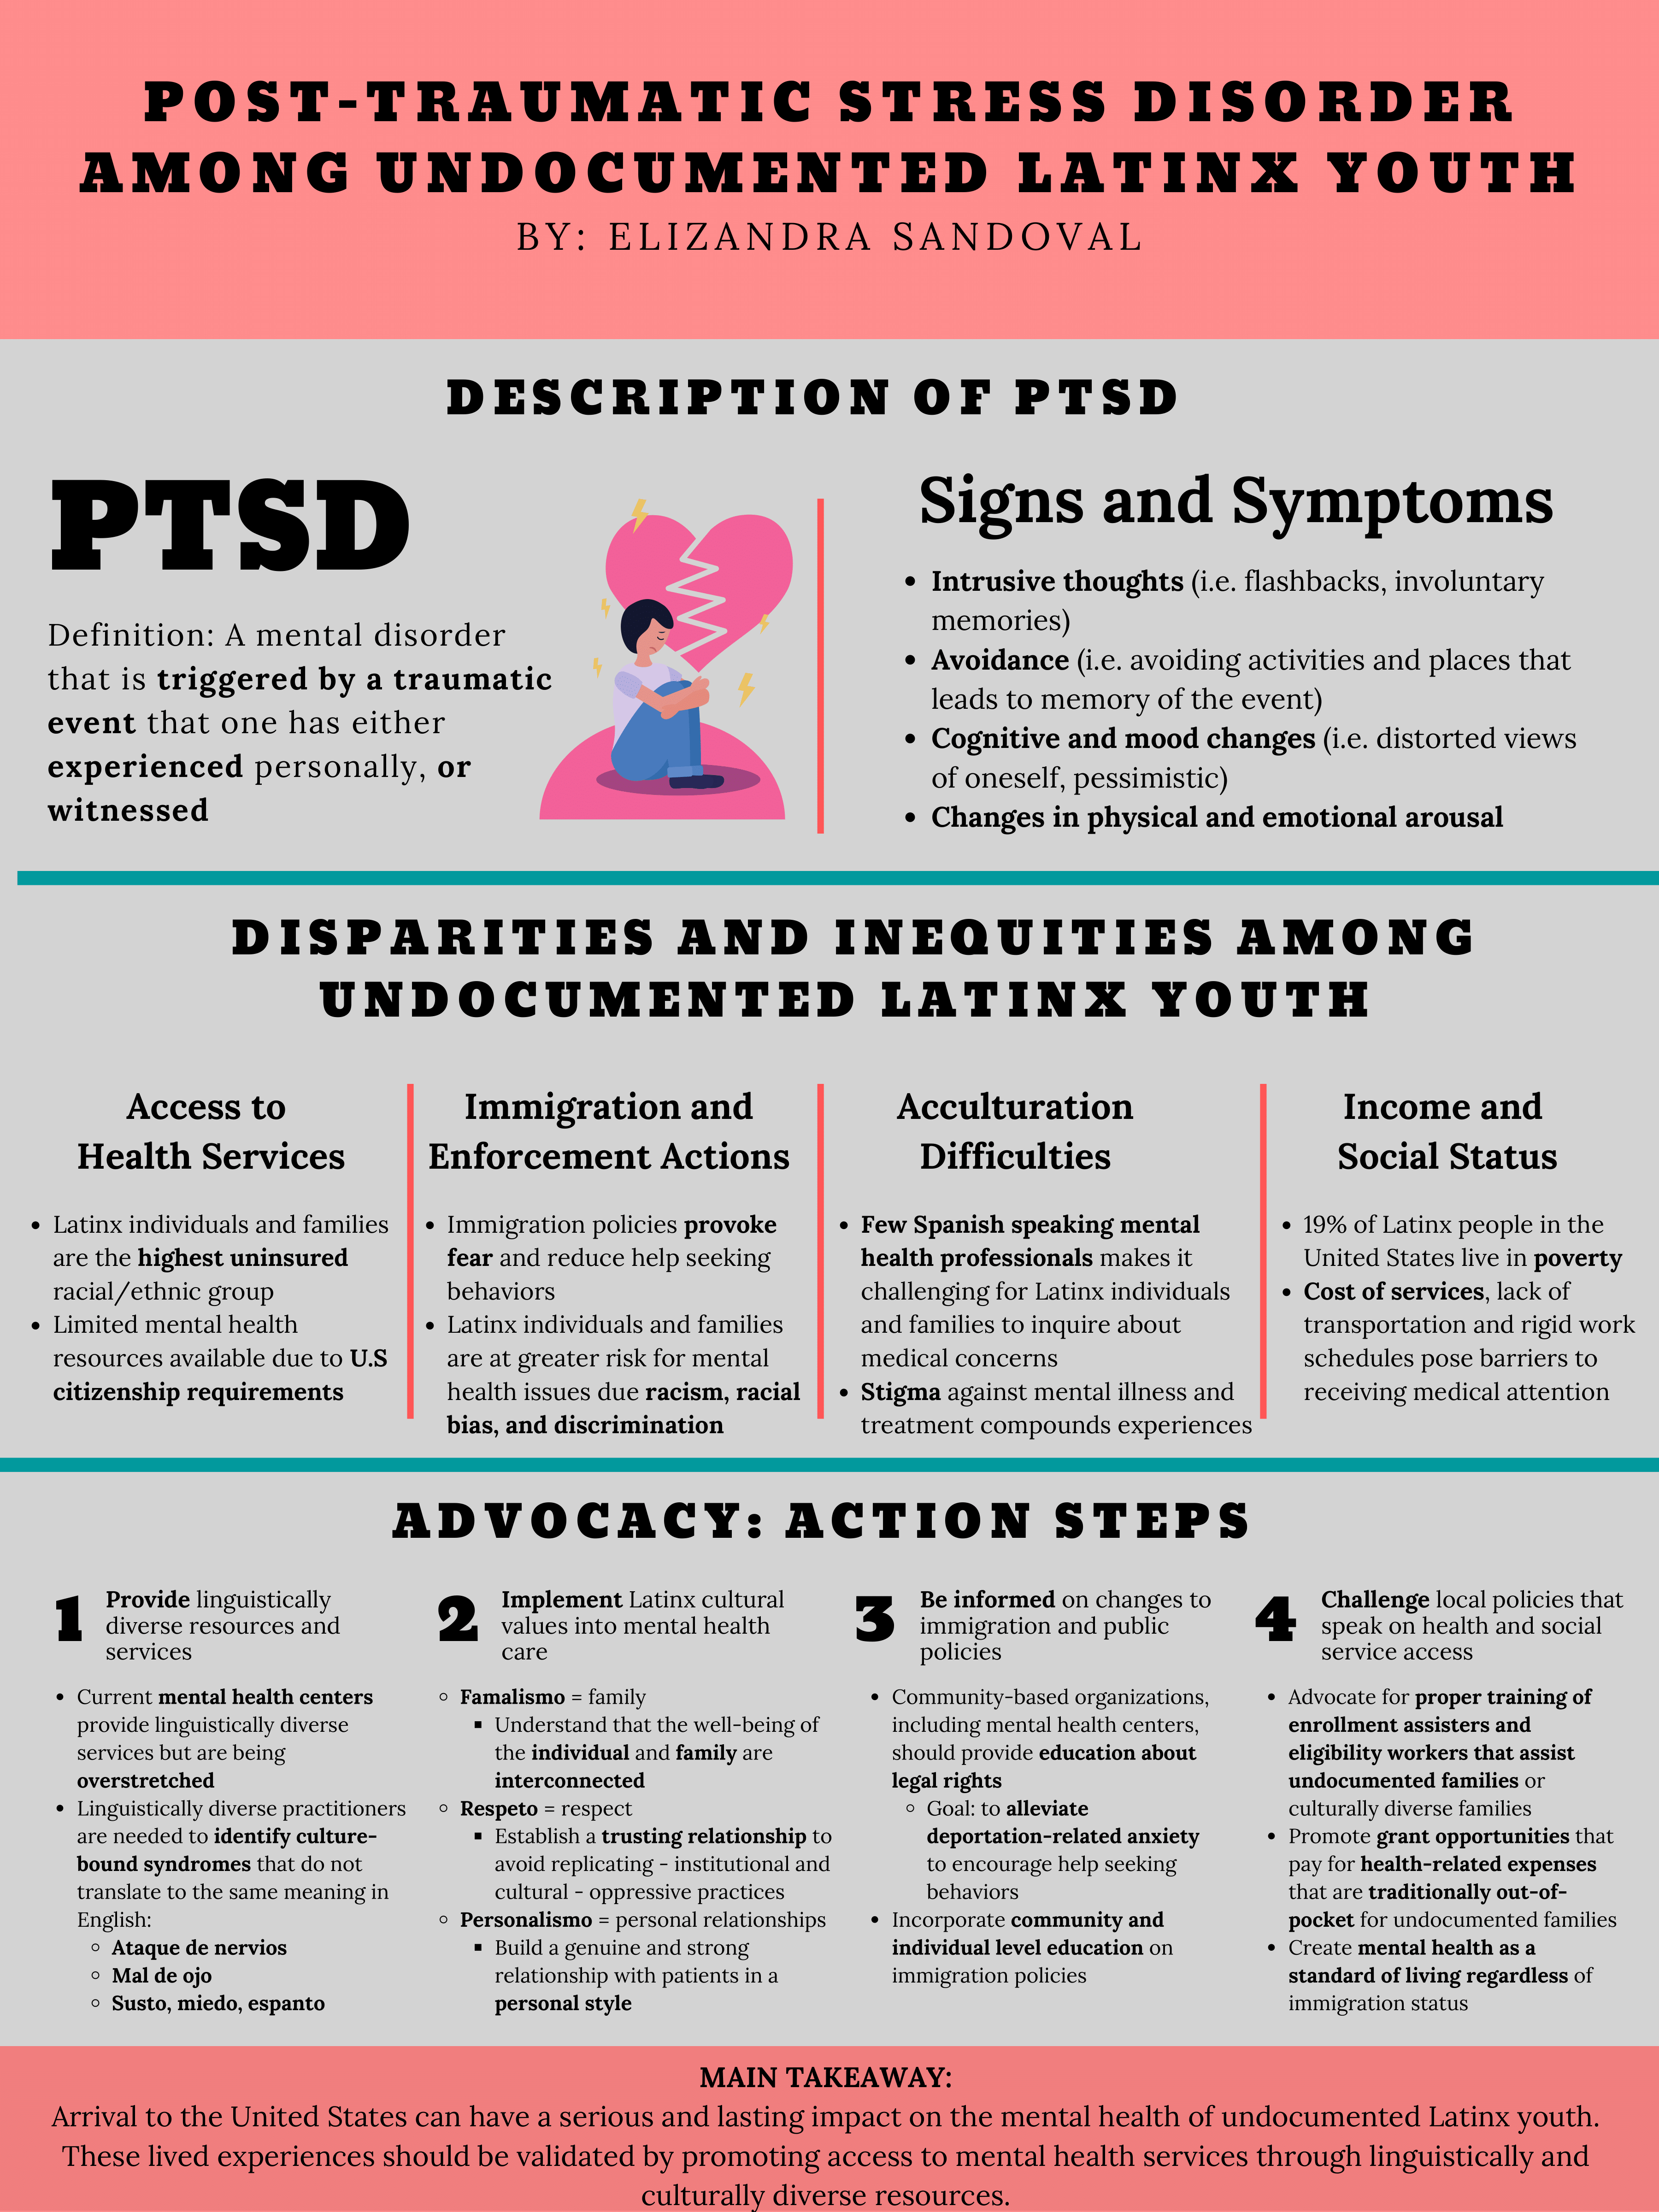 POST-TRAUMATIC STRESS DISORDER
AMONG UNDOCUMENTED LATINX YOUTH
BY: ELIZANDRA SANDOVAL
DESCRIPTION OF PTSD
PTSD
Definition: A mental disorder
that is triggered by a traumatic
event that one has either
experienced personally, or
witnessed
Signs and Symptoms
• Intrusive thoughts (i.e. flashbacks, involuntary
memories)
• Avoidance (i.e. avoiding activities and places that
leads to memory of the event)
• Cognitive and mood changes (i.e. distorted views
of oneself, pessimistic)
• Changes in physical and emotional arousal
DISPARITIES AND INEQUITIES AMONG
UNDOCUMENTED LATINX YOUTH
Access to
Health Services
• Latinx individuals and families
are the highest uninsured
racial/ethnic group
• Limited mental health
resources available due to U.S
citizenship requirements
Immigration and
Enforcement Actions
• Immigration policies provoke
fear and reduce help seeking
behaviors
• Latinx individuals and families
are at greater risk for mental
health issues due racism, racial
bias, and discrimination
Acculturation
Difficulties
• Few Spanish speaking mental
health professionals makes it
challenging for Latinx individuals
and families to inquire about
medical concerns
• Stigma against mental illness and
treatment compounds experiences
Income and
Social Status
• 19% of Latinx people in the
United States live in poverty
• Cost of services, lack of
transportation and rigid work
schedules pose barriers to
receiving medical attention
ADVOCACY: ACTION STEPS
1
Provide linguistically
diverse resources and
services
• Current mental health centers
provide linguistically diverse
services but are being
overstretched
• Linguistically diverse practitioners
are needed to identify culture-
bound syndromes that do not
translate to the same meaning in
English:
◦ Ataque de nervios
◦ Mal de ojo
◦ Susto, miedo, espanto
2
Implement Latinx cultural
values into mental health
care
◦ Famalismo = family
▪ Understand that the well-being of
the individual and family are
interconnected
◦ Respeto = respect
▪ Establish a trusting relationship to
avoid replicating - institutional and
cultural - oppressive practices
◦ Personalismo = personal relationships
▪ Build a genuine and strong
relationship with patients in a
personal style
3
Be informed on changes to
immigration and public
policies
• Community-based organizations,
including mental health centers,
should provide education about
legal rights
◦ Goal: to alleviate
deportation-related anxiety
to encourage help seeking
behaviors
• Incorporate community and
individual level education on
immigration policies
4
Challenge local policies that
speak on health and social
service access
• Advocate for proper training of
enrollment assisters and
eligibility workers that assist
undocumented families or
culturally diverse families
• Promote grant opportunities that
pay for health-related expenses
that are traditionally out-of-
pocket for undocumented families
• Create mental health as a
standard of living regardless of
immigration status
MAIN TAKEAWAY:
Arrival to the United States can have a serious and lasting impact on the mental health of undocumented Latinx youth.
These lived experiences should be validated by promoting access to mental health services through linguistically and
culturally diverse resources.